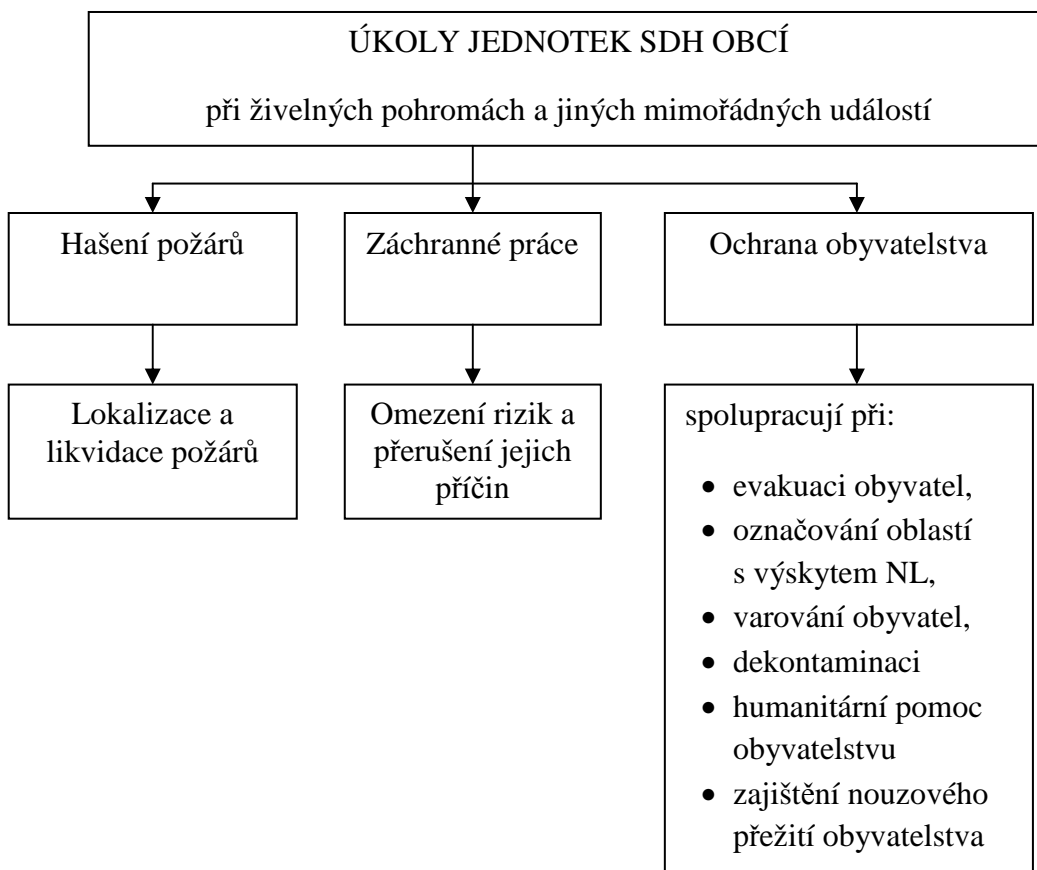 ÚKOLY JEDNOTEK SDH OBCÍ
při živelných pohromách a jiných mimořádných událostí
Hašení požárů
Záchranné práce
Ochrana obyvatelstva
Lokalizace a
likvidace požárů
Omezení rizik a
přerušení jejich
příčin
spolupracují při:
• evakuaci obyvatel,
• označování oblastí
s výskytem NL,
• varování obyvatel,
• dekontaminaci
• humanitární pomoc
obyvatelstvu
• zajištění nouzového
přežití obyvatelstva